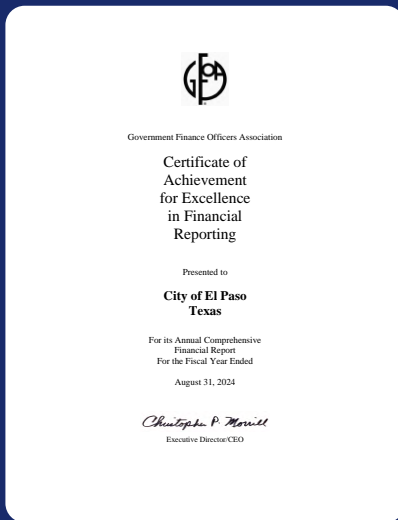 GFOA
Government Finance Officers Association
Certificate of
Achievement
for Excellence
in Financial
Reporting
Presented to
City of El Paso
Texas
For its Annual Comprehensive
Financial Report
For the Fiscal Year Ended
August 31, 2024
Christopher P. Morrill
Executive Director/CEO